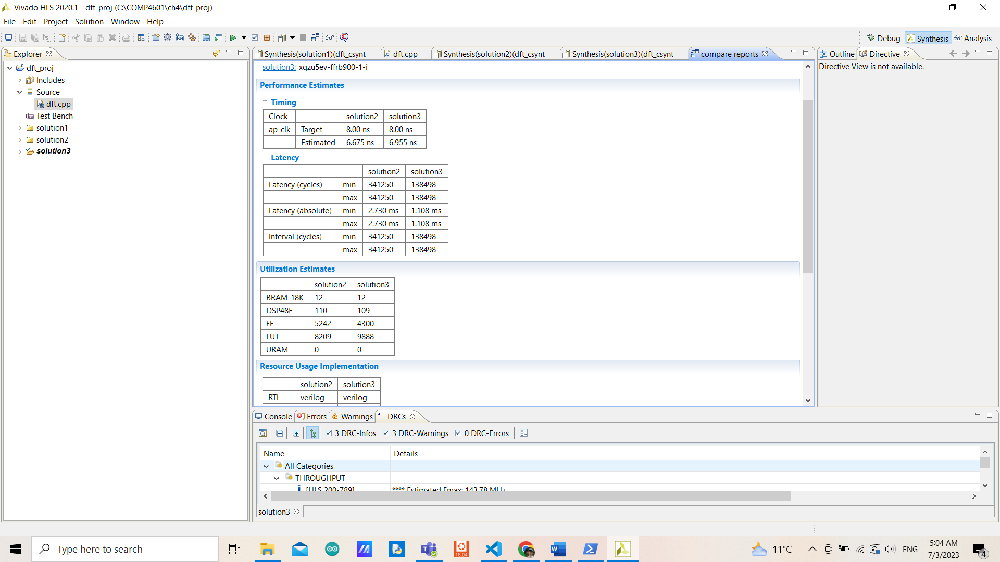 Vivado HLS 2020.1 - dft_proj (C:\COMP4601\ch4\dft_proj)
File Edit Project Solution Window Help
Debug Synthesis Analysis
Explorer
dft_proj
Includes
Source
dft.cpp
Test Bench
solution1
solution2
solution3
Synthesis(solution1)(dft_csynt dft.cpp Synthesis(solution2)(dft_csynt Synthesis(solution3)(dft_csynt compare reports
solution3: xqzu5ev-ffrb900-1-i
Performance Estimates
Timing
Clock solution2 solution3
ap_clk Target 8.00 ns 8.00 ns
Estimated 6.675 ns 6.955 ns
Latency
solution2 solution3
Latency (cycles) min 341250 138498
max 341250 138498
Latency (absolute) min 2.730 ms 1.108 ms
max 2.730 ms 1.108 ms
Interval (cycles) min 341250 138498
max 341250 138498
Utilization Estimates
solution2 solution3
BRAM_18K 12 12
DSP48E 110 109
FF 5242 4300
LUT 8209 9888
URAM 0 0
Resource Usage Implementation
solution2 solution3
RTL verilog verilog
Outline Directive
Directive View is not available.
Console Errors Warnings DRCs
3 DRC-Infos 3 DRC-Warnings 0 DRC-Errors
Name Details
All Categories
THROUGHPUT
[HLS 200-789] **** Estimated Fmax: 143.78 MHz
solution3
Type here to search
18.04
11°C
ENG
5:04 AM
7/3/2023
4